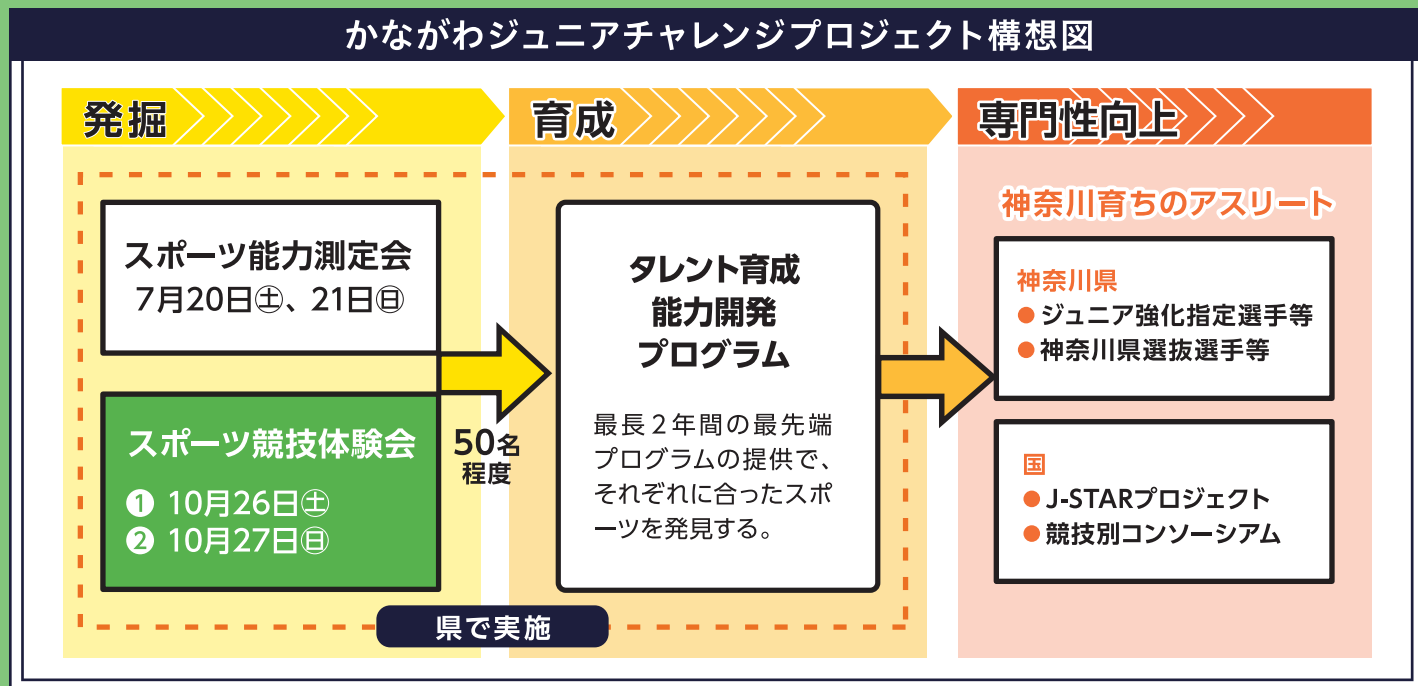 かながわジュニアチャレンジプロジェクト構想図
発掘
スポーツ能力測定会
7月20日㊏、21日㊐
スポーツ競技体験会
❶ 10月26日㊏
❷ 10月27日㊐
50名
程度
育成
タレント育成
能力開発
プログラム
最長2年間の最先端
プログラムの提供で、
それぞれに合ったスポ
ーツを発見する。
県で実施
専門性向上
神奈川育ちのアスリート
神奈川県
●ジュニア強化指定選手等
●神奈川県選抜選手等
国
●J-STARプロジェクト
●競技別コンソーシアム